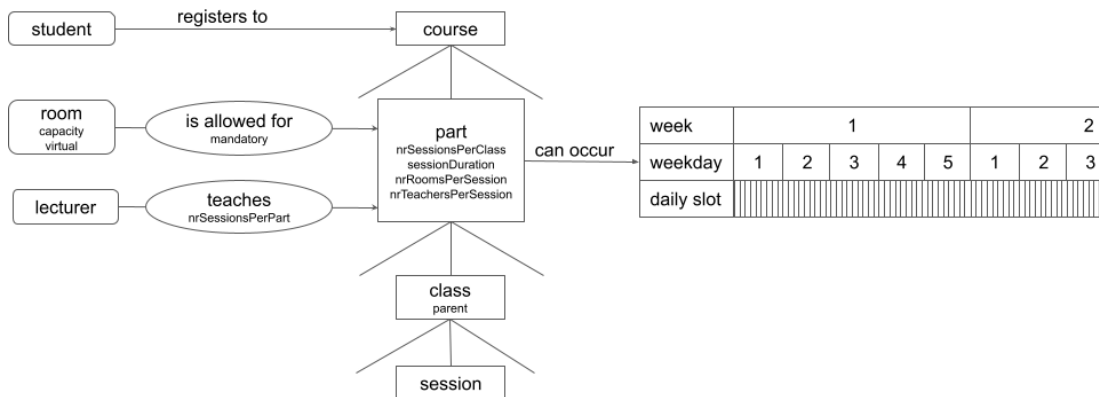 student
registers to
course
room
capacity
virtual
is allowed for
mandatory
part
nrSessionsPerClass
sessionDuration
nrRoomsPerSession
nrTeachersPerSession
can occur
week 1 2
weekday 1 2 3 4 5 1 2 3
daily slot
lecturer
teaches
nrSessionsPerPart
class
parent
session